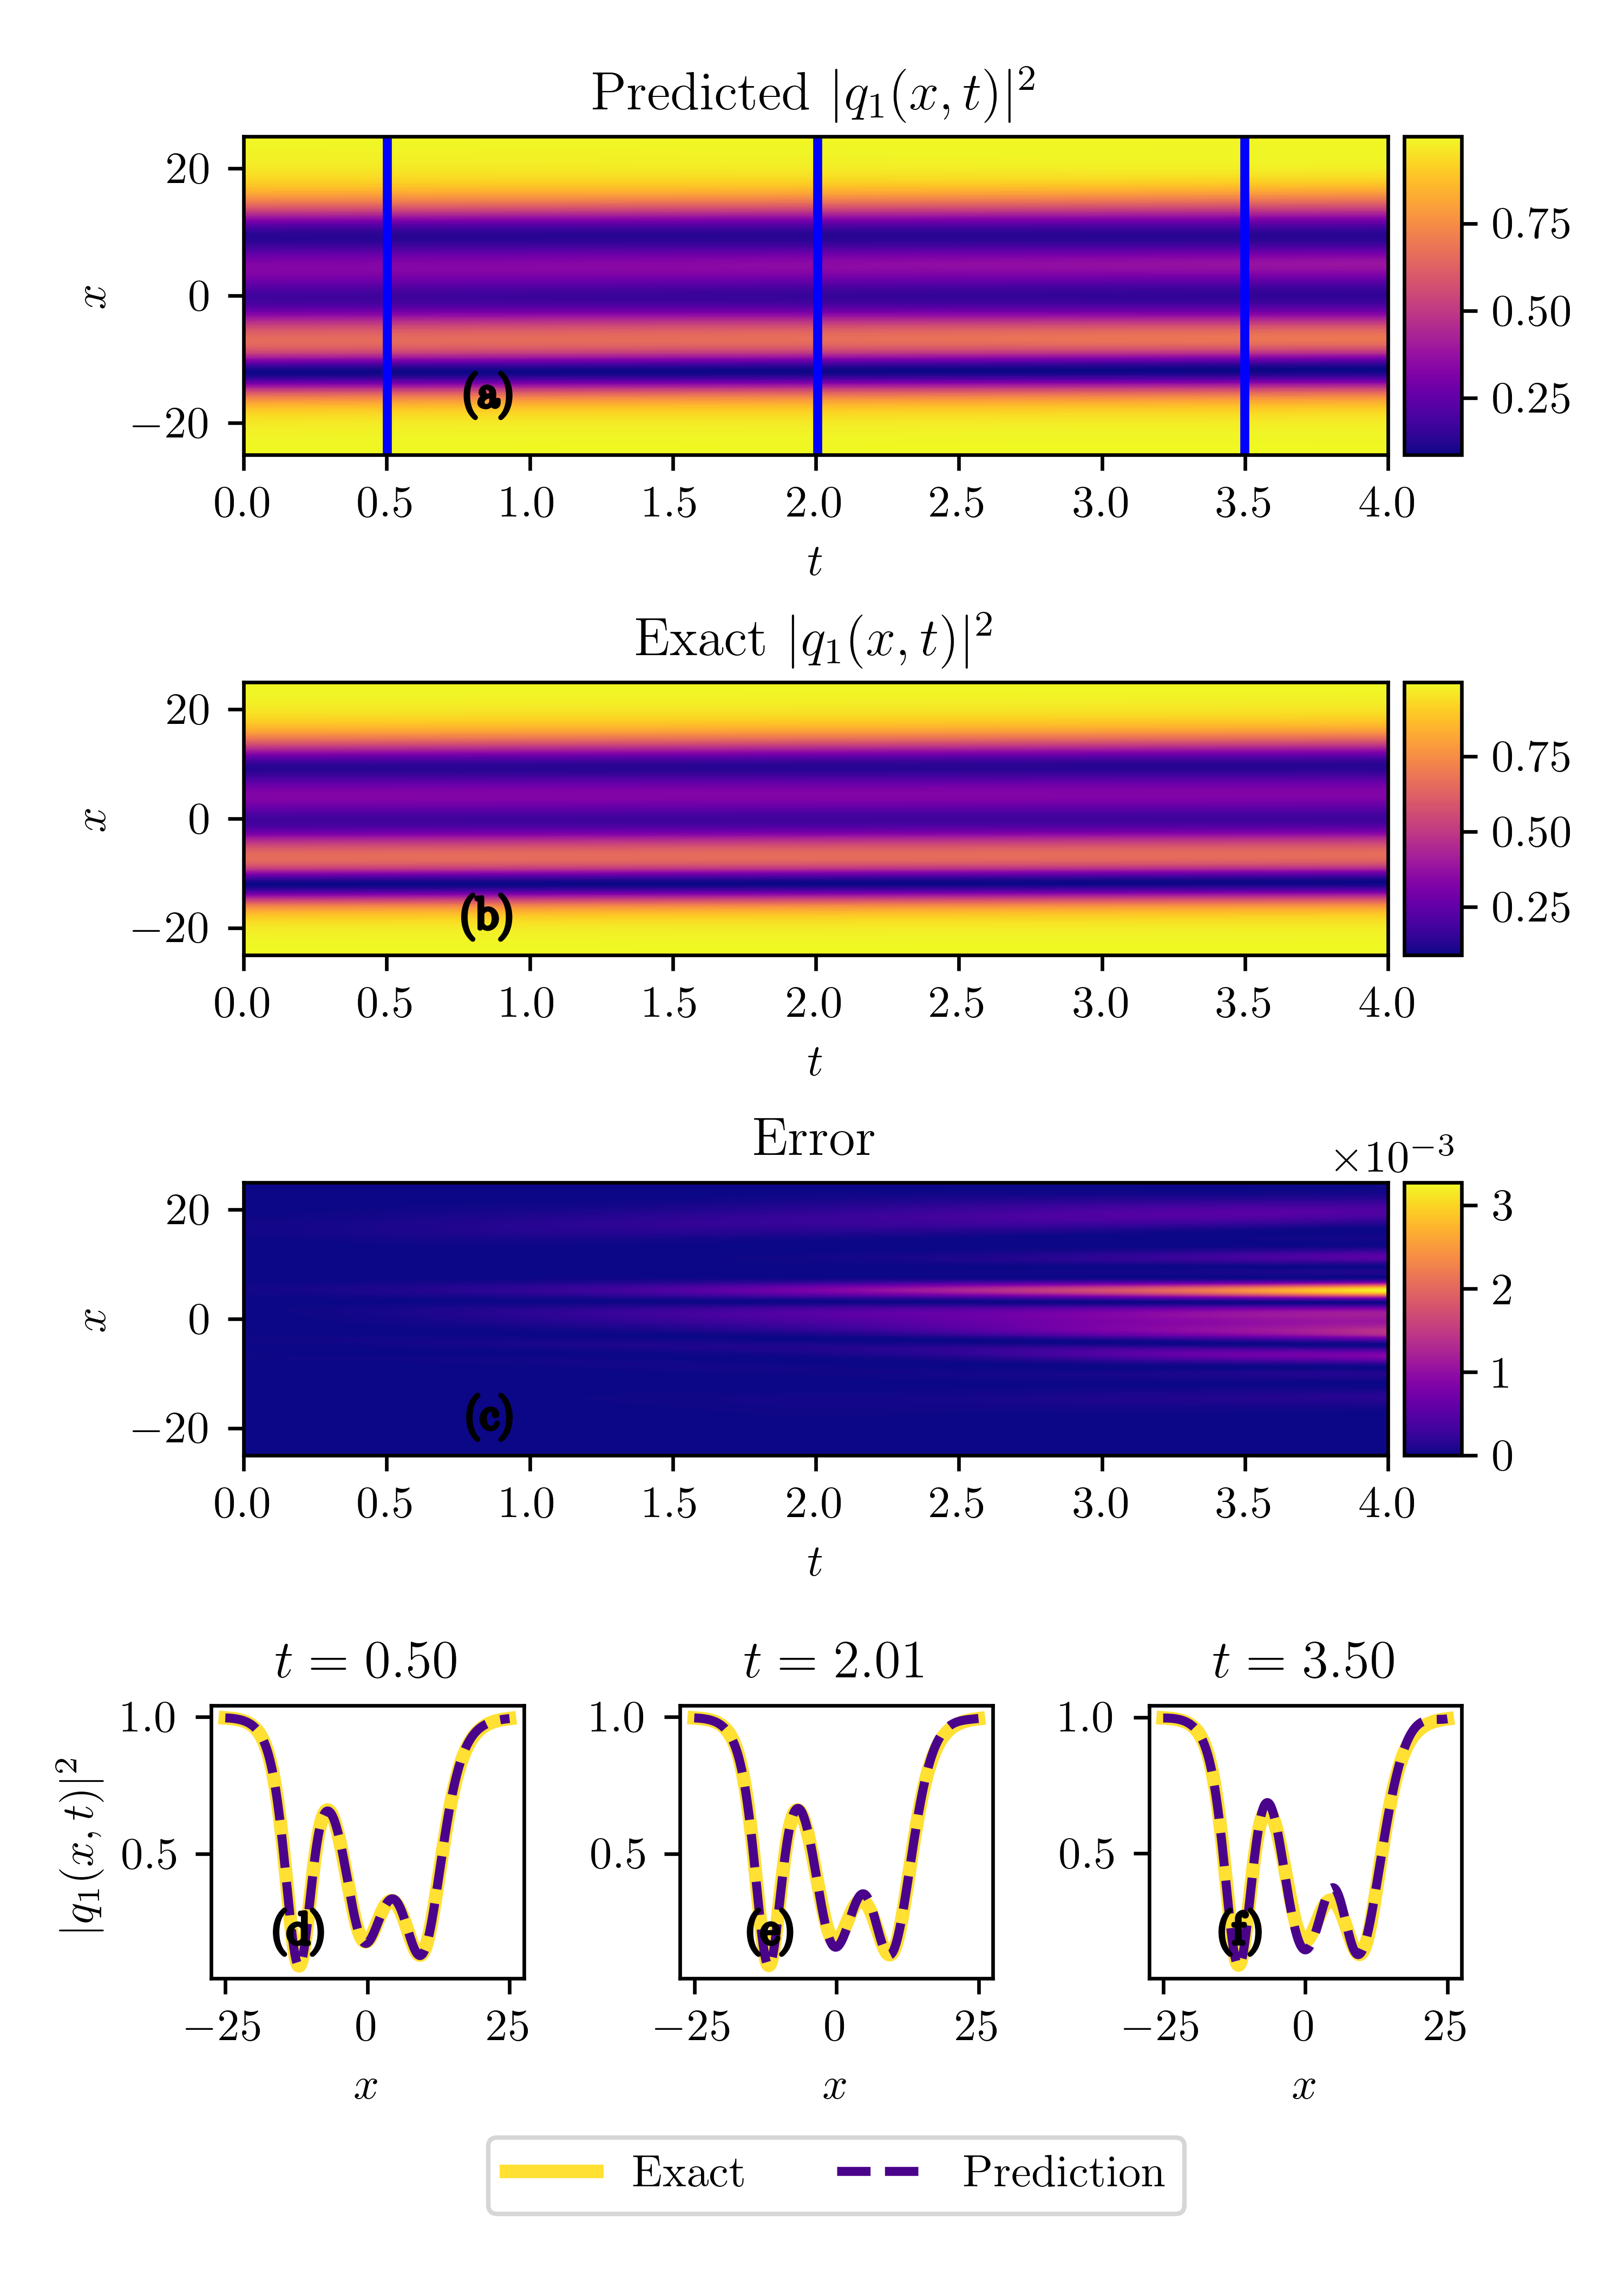 Predicted |q₁(x, t)|²
20
0
−20
x
0.75
0.50
0.25
(a)
0.0 0.5 1.0 1.5 2.0 2.5 3.0 3.5 4.0
t
Exact |q₁(x, t)|²
20
0
−20
x
0.75
0.50
0.25
(b)
0.0 0.5 1.0 1.5 2.0 2.5 3.0 3.5 4.0
t
Error
×10⁻³
20
0
−20
x
3
2
1
0
(c)
0.0 0.5 1.0 1.5 2.0 2.5 3.0 3.5 4.0
t
t = 0.50 t = 2.01 t = 3.50
|q₁(x, t)|²
1.0 1.0 1.0
0.5 0.5 0.5
(d) (e) (f)
−25 0 25 −25 0 25 −25 0 25
x x x
Exact Prediction